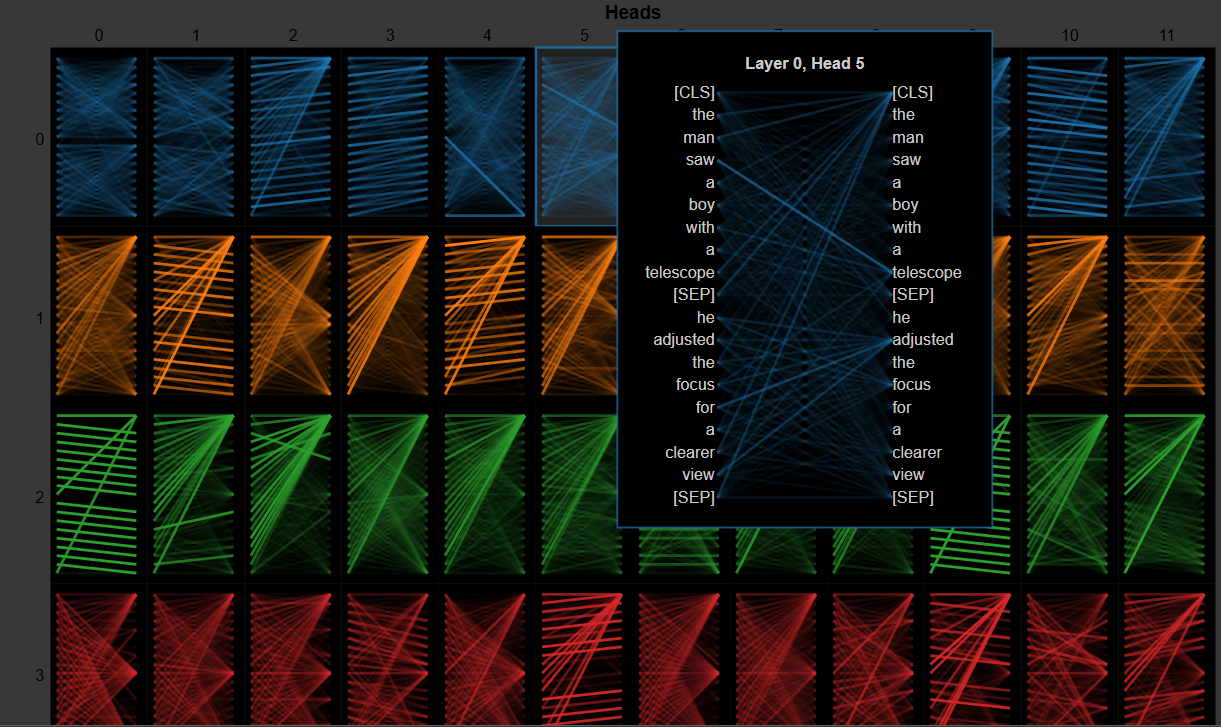 Heads
0 1 2 3 4 5 10 11
Layer 0, Head 5
[CLS] [CLS]
the the
man man
saw saw
a a
boy boy
with with
a a
telescope telescope
[SEP] [SEP]
he he
adjusted adjusted
the the
focus focus
for for
a a
clearer clearer
view view
[SEP] [SEP]
0
1
2
3